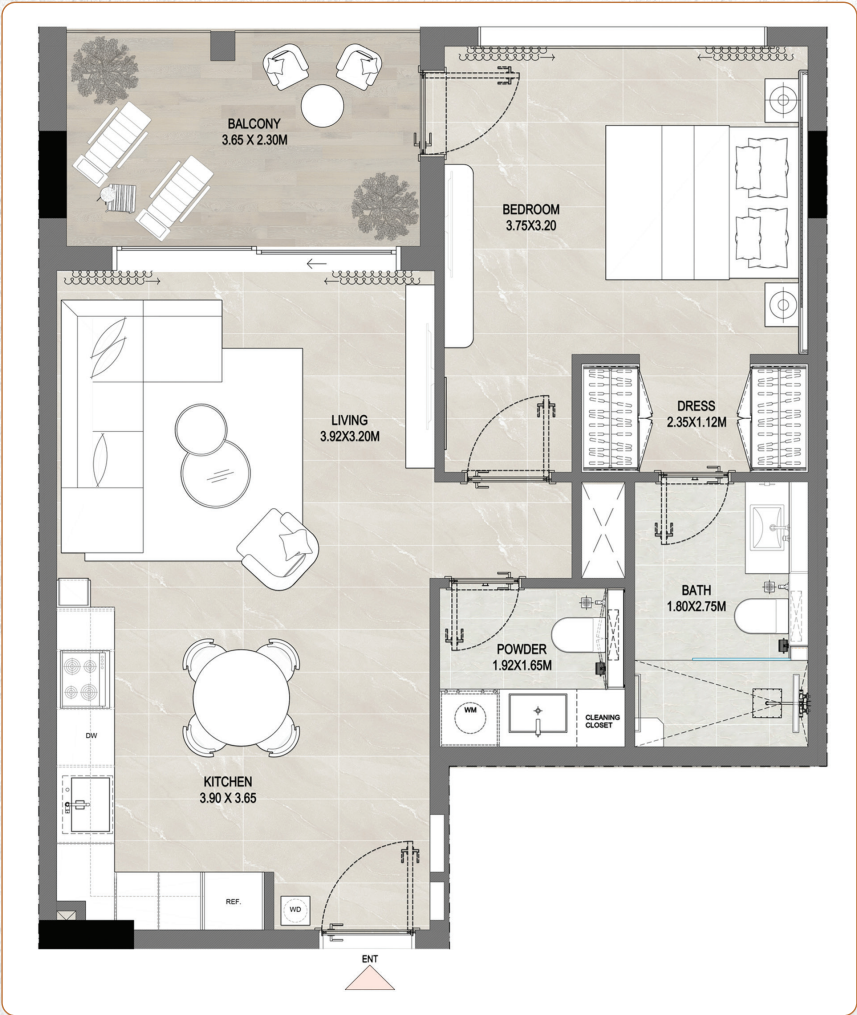 BALCONY
3.65 X 2.30M
BEDROOM
3.75X3.20
LIVING
3.92X3.20M
DRESS
2.35X1.12M
BATH
1.80X2.75M
POWDER
1.92X1.65M
WM
CLEANING
CLOSET
DW
KITCHEN
3.90 X 3.65
REF.
WD
ENT